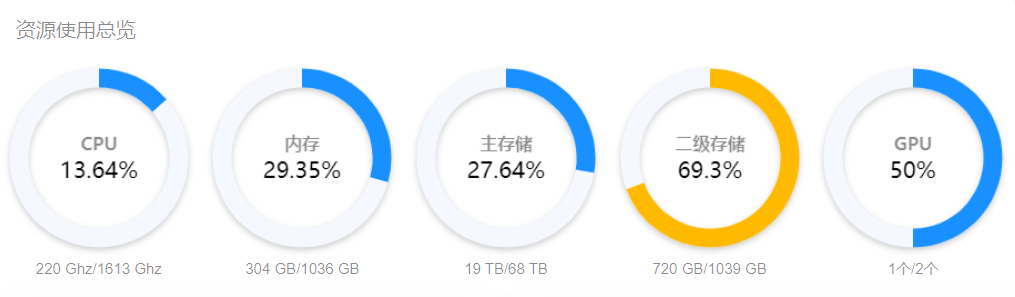 资源使用总览
CPU
13.64%
220 Ghz/1613 Ghz
内存
29.35%
304 GB/1036 GB
主存储
27.64%
19 TB/68 TB
二级存储
69.3%
720 GB/1039 GB
GPU
50%
1个/2个